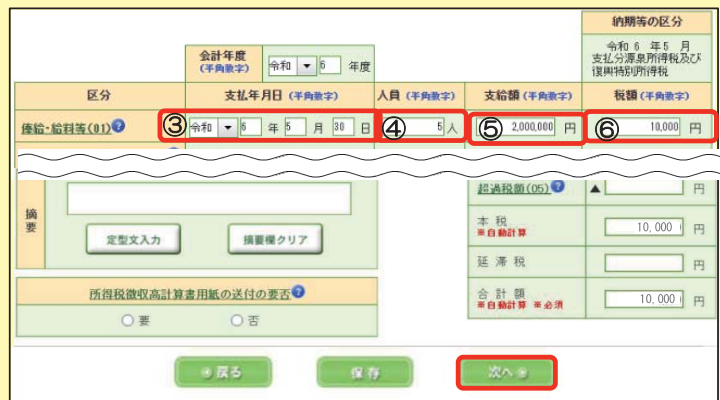 納期等の区分
会計年度
(半角数字)
令和 ▼ 6 年度
令和 6 年5 月
支払分源泉所得税及び
復興特別所得税
区分 支払年月日 (半角数字) 人員 (半角数字) 支給額 (半角数字) 税額 (半角数字)
俸給・給料等(01) ? ③ 令和 ▼ 6 年 5 月 30 日 ④ 5 人 ⑤ 2,000,000 円 ⑥ 10,000 円
摘要
超過税額(05) ? ▲ 円
定型文入力 摘要欄クリア
本税
※自動計算
10,000 円
延滞税 円
所得税徴収高計算書用紙の送付の要否 ?
合計額
※自動計算 ※必須
10,000 円
要 否
戻る 保存 次へ